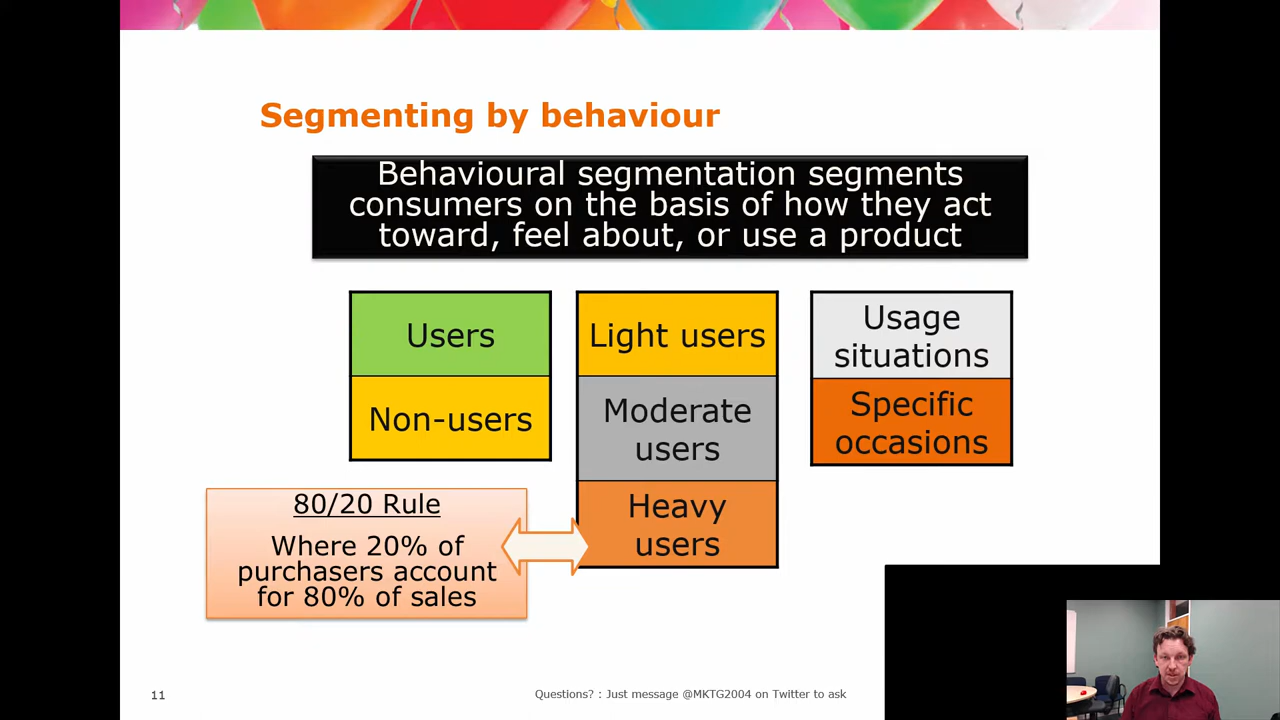 Segmenting by behaviour
Behavioural segmentation segments
consumers on the basis of how they act
toward, feel about, or use a product
Users
Non-users
Light users
Moderate
users
Heavy
users
Usage
situations
Specific
occasions
80/20 Rule
Where 20% of
purchasers account
for 80% of sales
11
Questions? : Just message @MKTG2004 on Twitter to ask